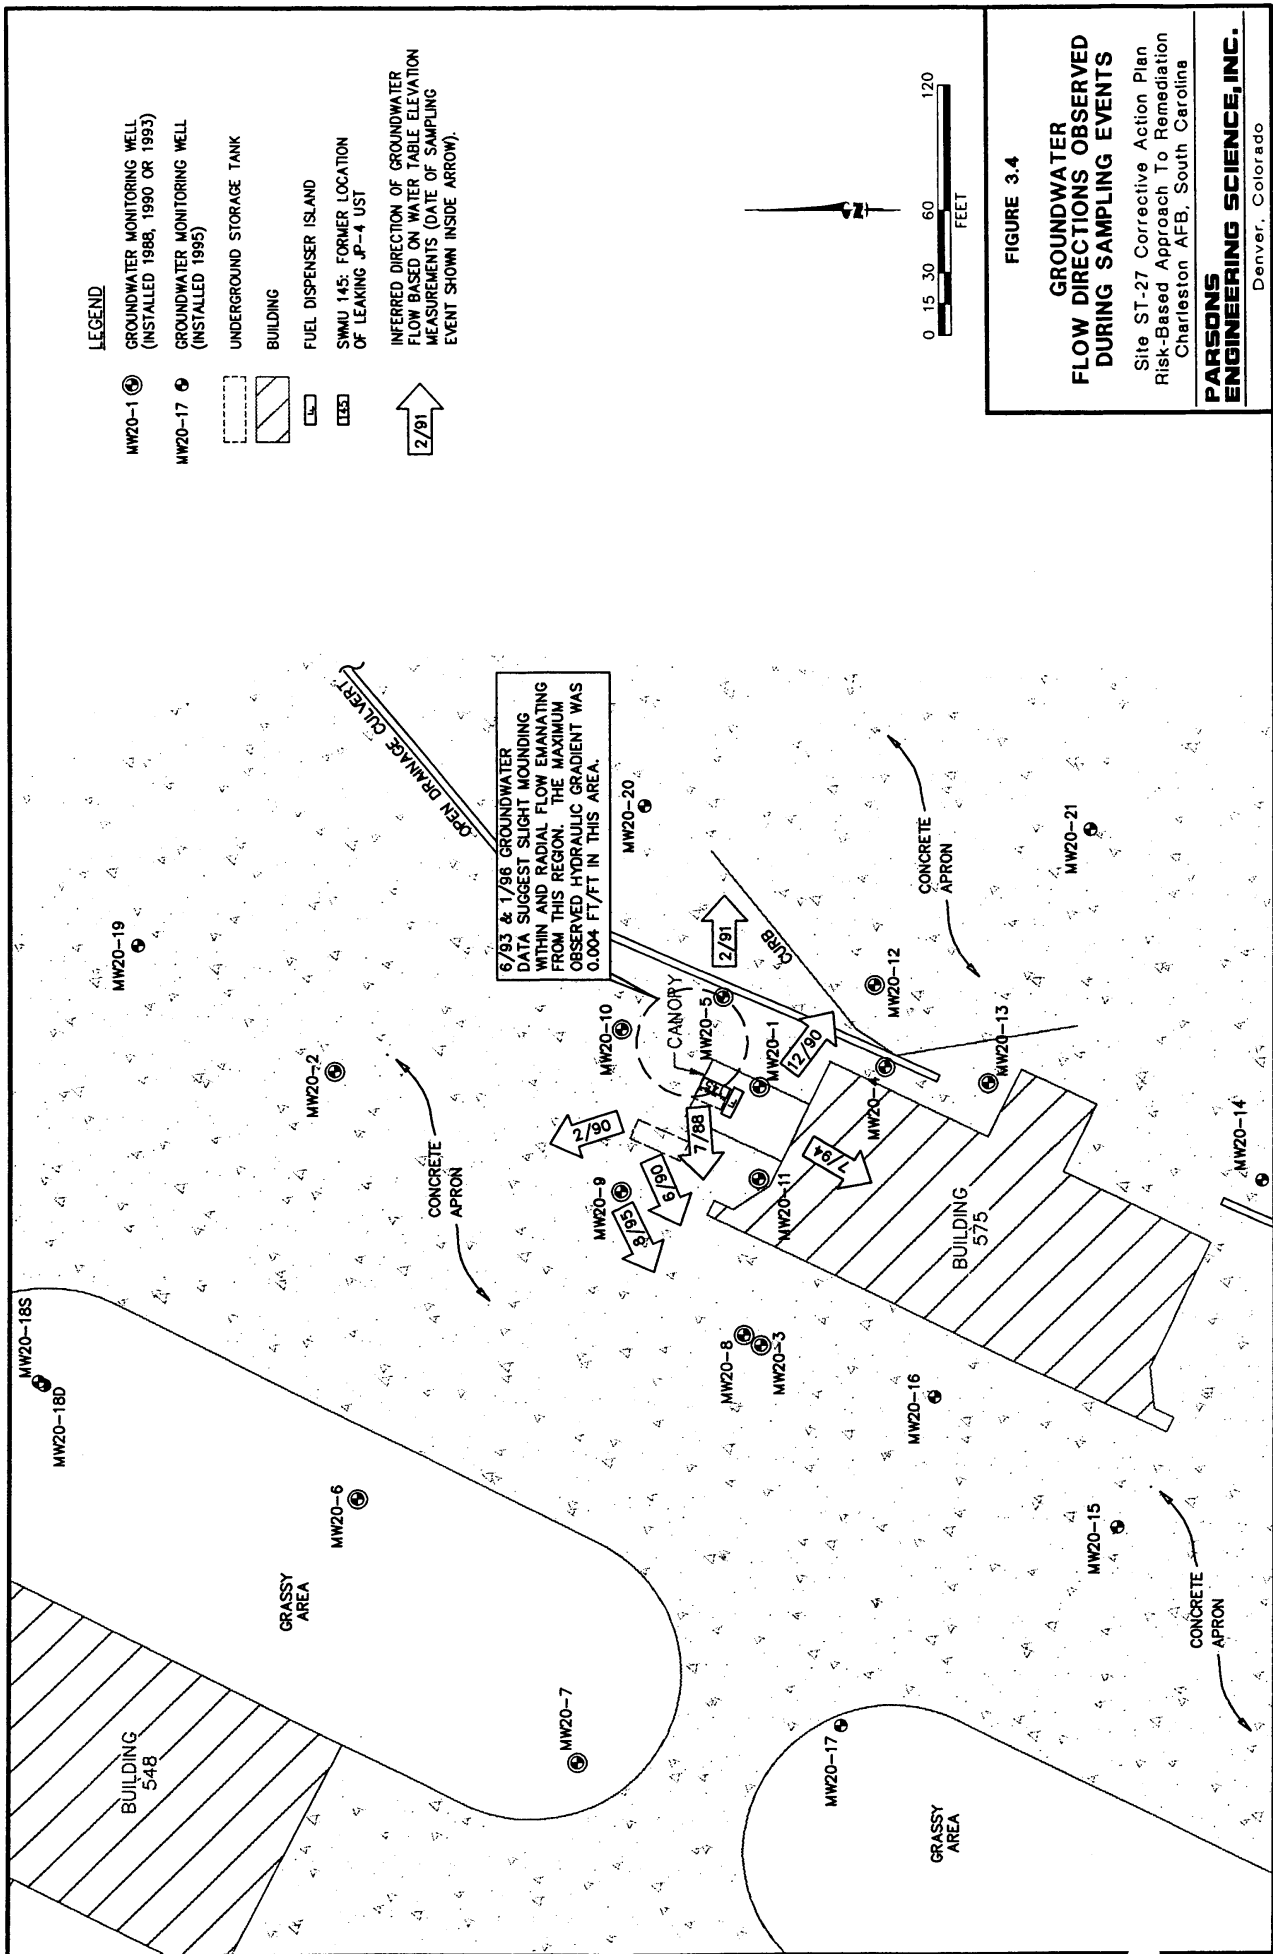 LEGEND
MW20-1
GROUNDWATER MONITORING WELL
(INSTALLED 1988, 1990 OR 1993)
MW20-17
GROUNDWATER MONITORING WELL
(INSTALLED 1995)
UNDERGROUND STORAGE TANK
BUILDING
FUEL DISPENSER ISLAND
145
SWMU 145: FORMER LOCATION
OF LEAKING JP-4 UST
2/91
INFERRED DIRECTION OF GROUNDWATER
FLOW BASED ON WATER TABLE ELEVATION
MEASUREMENTS (DATE OF SAMPLING
EVENT SHOWN INSIDE ARROW).
N
0 15 30 60 120
FEET
FIGURE 3.4
GROUNDWATER
FLOW DIRECTIONS OBSERVED
DURING SAMPLING EVENTS
Site ST-27 Corrective Action Plan
Risk-Based Approach To Remediation
Charleston AFB, South Carolina
PARSONS
ENGINEERING SCIENCE, INC.
Denver, Colorado
6/93 & 1/96 GROUNDWATER
DATA SUGGEST SLIGHT MOUNDING
WITHIN AND RADIAL FLOW EMANATING
FROM THIS REGION. THE MAXIMUM
OBSERVED HYDRAULIC GRADIENT WAS
0.004 FT/FT IN THIS AREA.
OPEN DRAINAGE CULVERT
BUILDING
548
GRASSY
AREA
MW20-18S
MW20-18D
MW20-6
MW20-7
MW20-19
MW20-2
CONCRETE
APRON
MW20-10
MW20-9
CANOPY
MW20-5
MW20-1
MW20-20
2/90
7/88
6/90
8/95
7/94
12/90
2/91
CURB
MW20-11
MW20-4
MW20-12
MW20-13
MW20-8
MW20-3
BUILDING
575
CONCRETE
APRON
MW20-21
MW20-14
MW20-16
MW20-15
MW20-17
GRASSY
AREA
CONCRETE
APRON